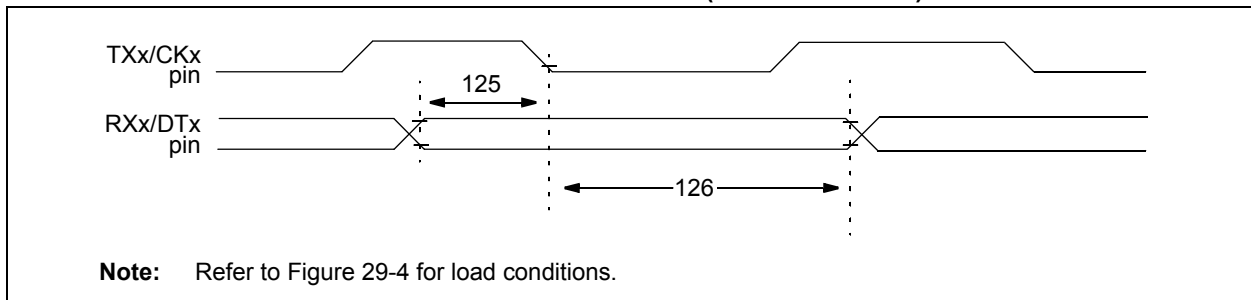 TXx/CKx
pin
125
RXx/DTx
pin
126
Note: Refer to Figure 29-4 for load conditions.